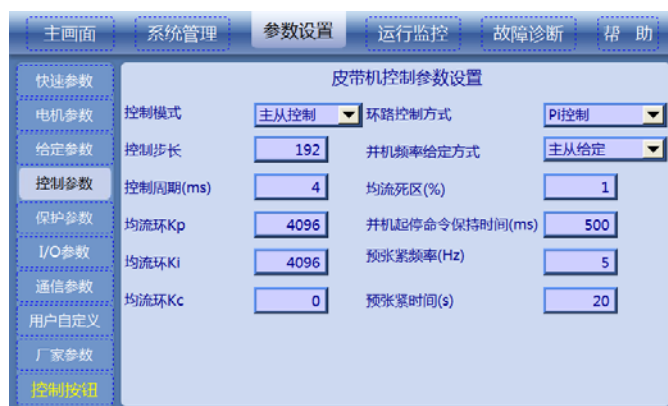 主画面 系统管理 参数设置 运行监控 故障诊断 帮 助
皮带机控制参数设置
快速参数
电机参数
给定参数
控制参数
保护参数
I/O参数
通信参数
用户自定义
厂家参数
控制按钮
控制模式 主从控制 环路控制方式 Pi控制
控制步长 192 并机频率给定方式 主从给定
控制周期(ms) 4 均流死区(%) 1
均流环Kp 4096 并机起停命令保持时间(ms) 500
均流环Ki 4096 预张紧频率(Hz) 5
均流环Kc 0 预张紧时间(s) 20